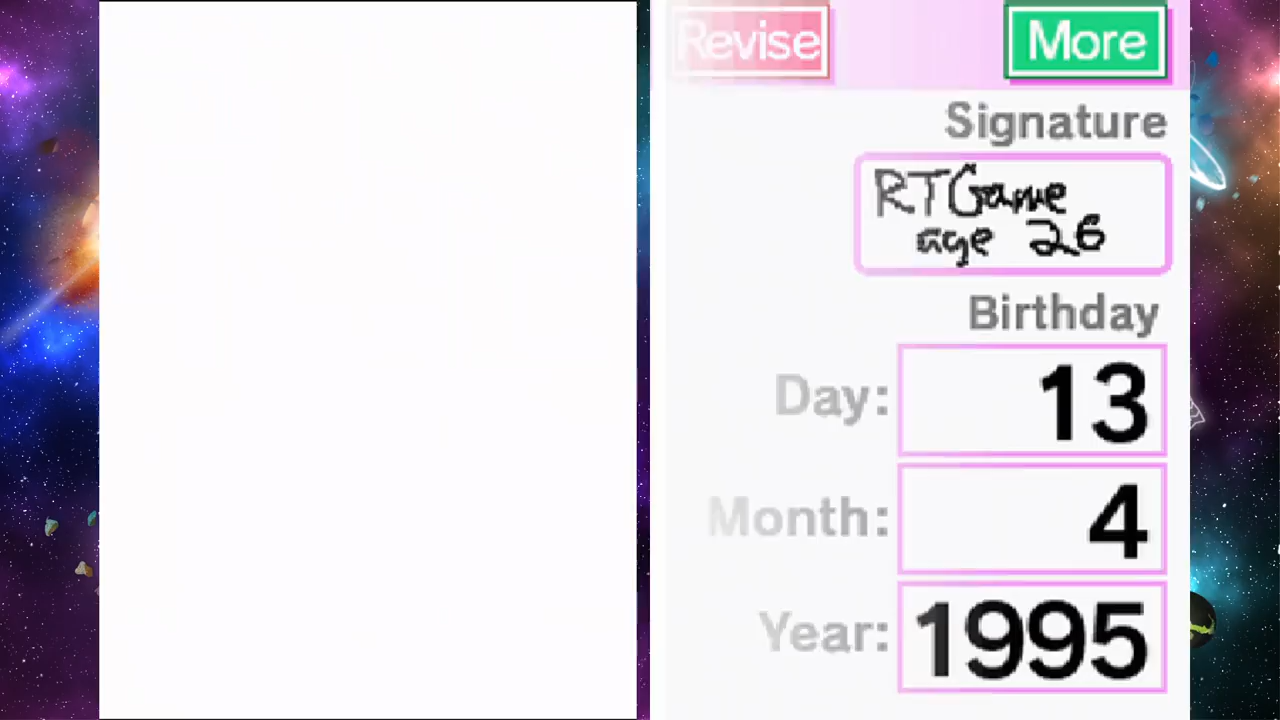 Revise More
Signature
RTGame
age 26
Birthday
Day: 13
Month: 4
Year: 1995